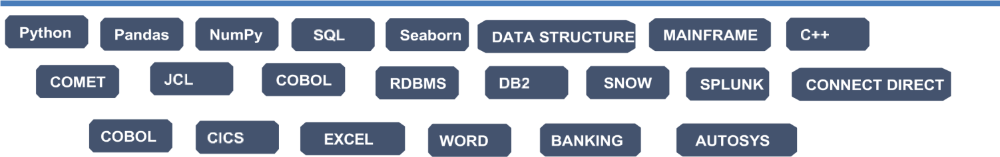 Python Pandas NumPy SQL Seaborn DATA STRUCTURE MAINFRAME C++
COMET JCL COBOL RDBMS DB2 SNOW SPLUNK CONNECT DIRECT
COBOL CICS EXCEL WORD BANKING AUTOSYS